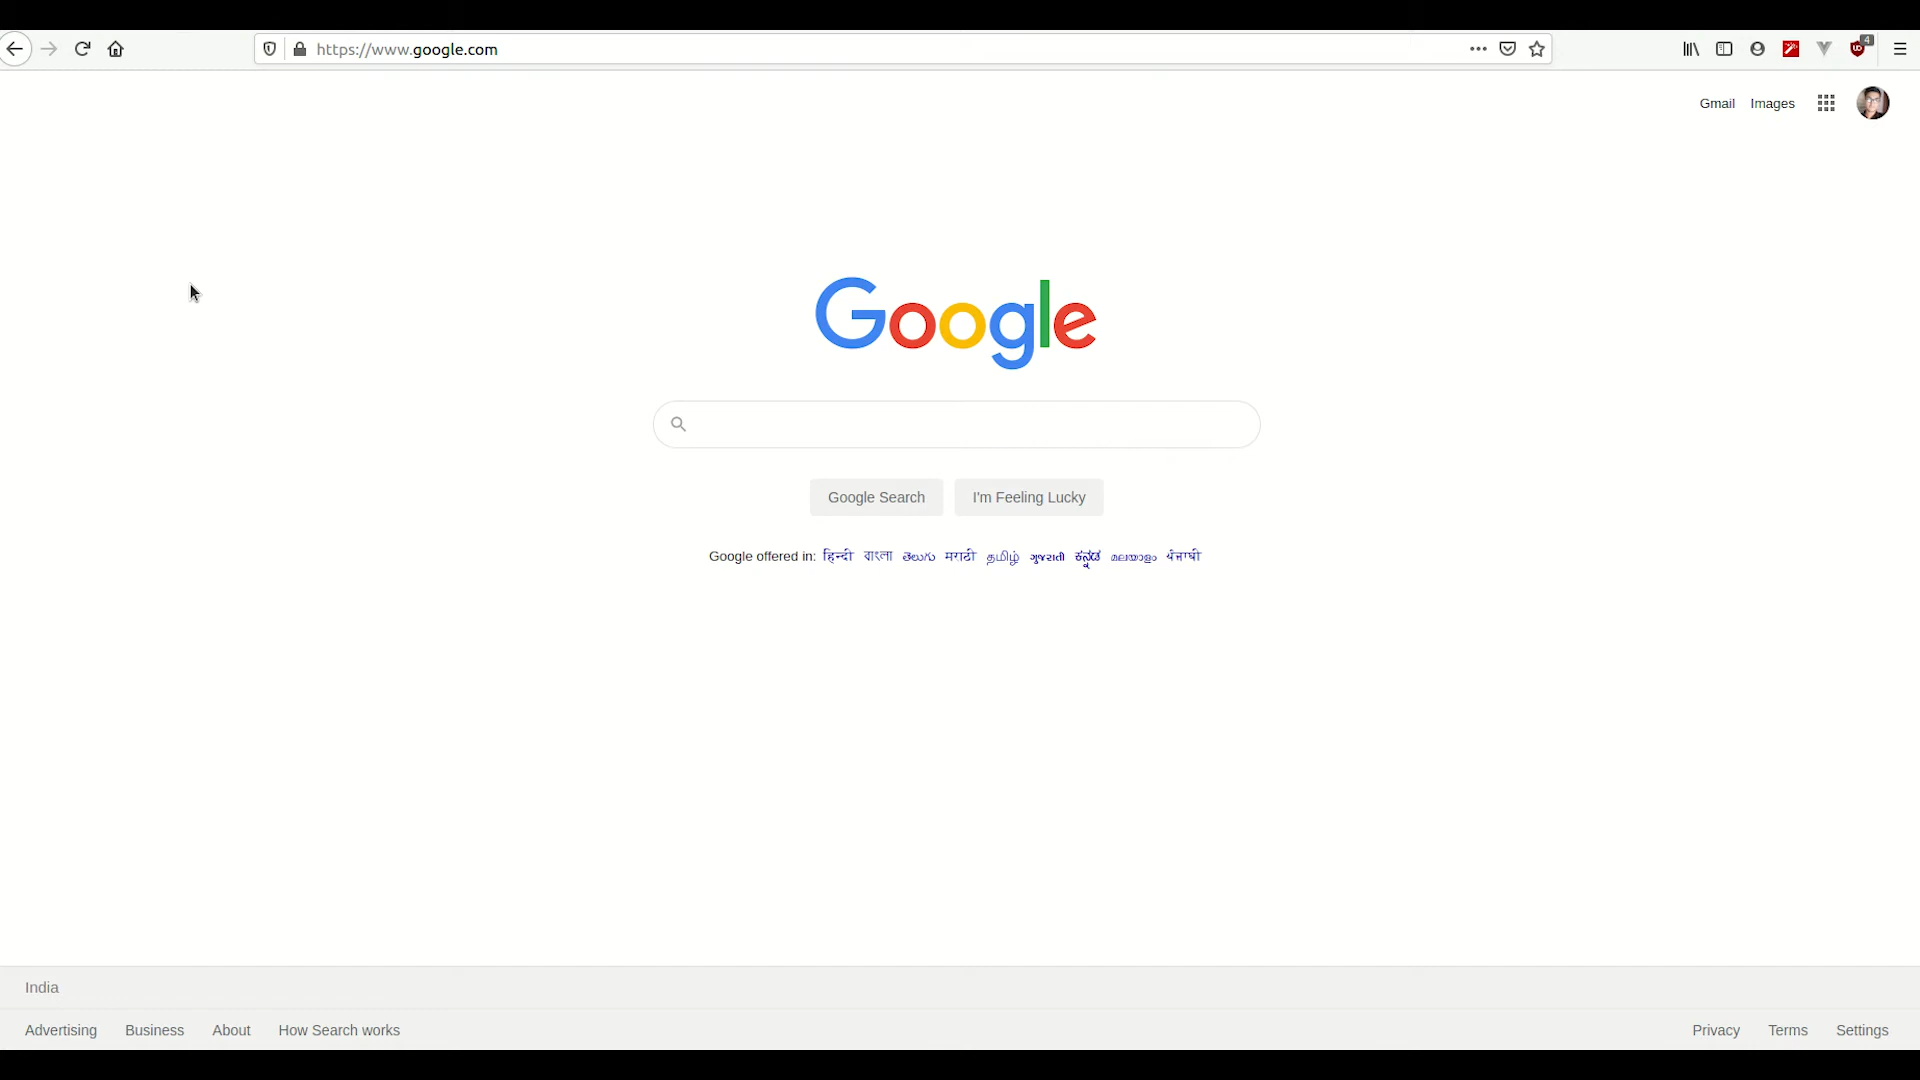 https://www.google.com
4
Gmail Images
Google
Google Search I'm Feeling Lucky
Google offered in: हिन्दी বাংলা తెలుగు मराठी தமிழ் ગુજરાતી ಕನ್ನಡ മലയാളം ਪੰਜਾਬੀ
India
Advertising Business About How Search works Privacy Terms Settings